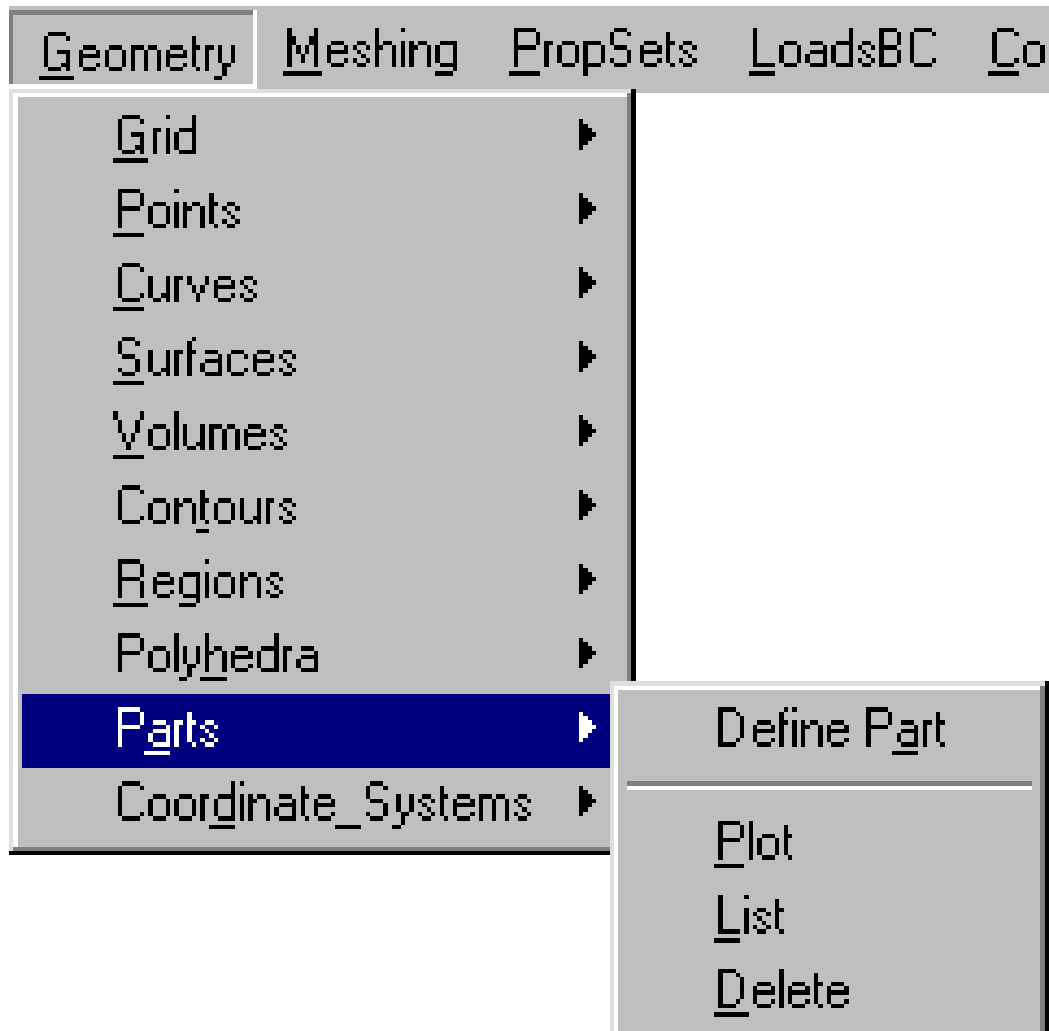 Geometry Meshing PropSets LoadsBC Co
Grid
Points
Curves
Surfaces
Volumes
Contours
Regions
Polyhedra
Parts
Coordinate_Systems
Define Part
Plot
List
Delete